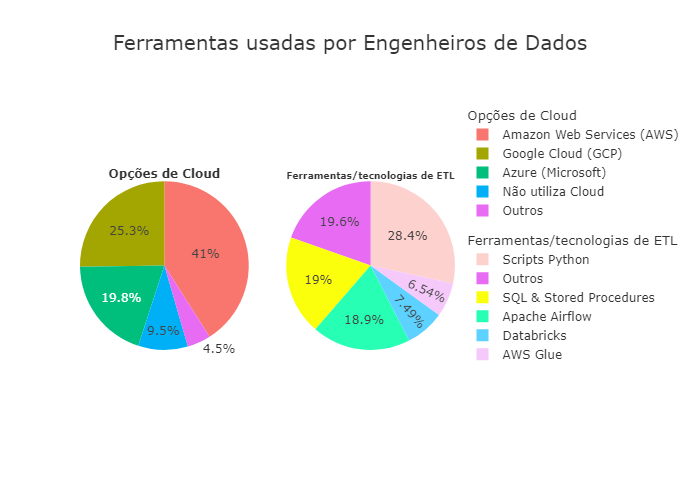 Ferramentas usadas por Engenheiros de Dados
Opções de Cloud
41%
25.3%
19.8%
9.5%
4.5%
Ferramentas/tecnologias de ETL
28.4%
19.6%
19%
18.9%
7.49%
6.54%
Opções de Cloud
Amazon Web Services (AWS)
Google Cloud (GCP)
Azure (Microsoft)
Não utiliza Cloud
Outros
Ferramentas/tecnologias de ETL
Scripts Python
Outros
SQL & Stored Procedures
Apache Airflow
Databricks
AWS Glue